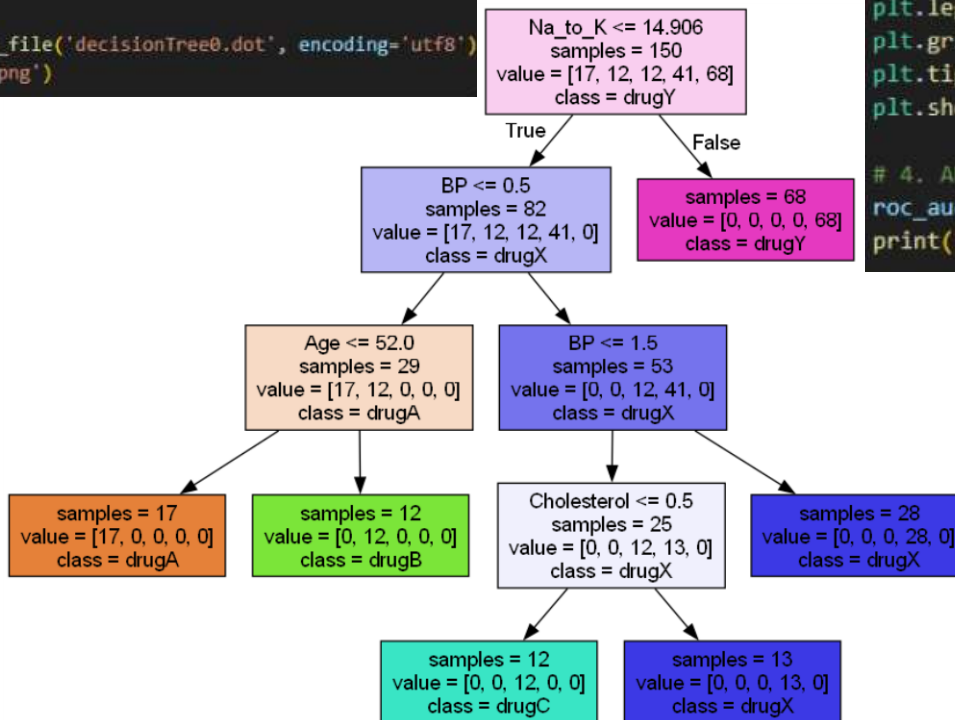 _file('decisionTree0.dot', encoding='utf8')
png')
plt.le
plt.gr
plt.ti
plt.sh
# 4. A
roc_au
print(
Na_to_K <= 14.906
samples = 150
value = [17, 12, 12, 41, 68]
class = drugY
True
False
BP <= 0.5
samples = 82
value = [17, 12, 12, 41, 0]
class = drugX
samples = 68
value = [0, 0, 0, 0, 68]
class = drugY
Age <= 52.0
samples = 29
value = [17, 12, 0, 0, 0]
class = drugA
BP <= 1.5
samples = 53
value = [0, 0, 12, 41, 0]
class = drugX
samples = 17
value = [17, 0, 0, 0, 0]
class = drugA
samples = 12
value = [0, 12, 0, 0, 0]
class = drugB
Cholesterol <= 0.5
samples = 25
value = [0, 0, 12, 13, 0]
class = drugX
samples = 28
value = [0, 0, 0, 28, 0]
class = drugX
samples = 12
value = [0, 0, 12, 0, 0]
class = drugC
samples = 13
value = [0, 0, 0, 13, 0]
class = drugX